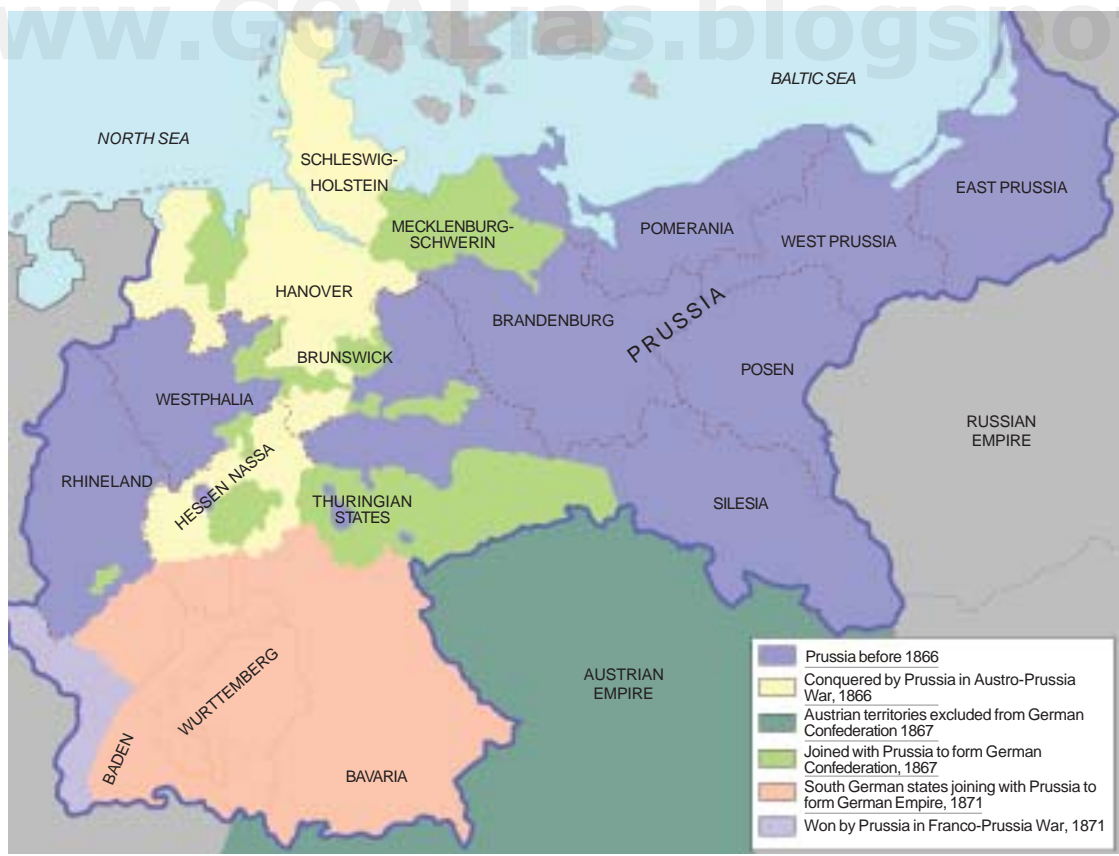 ww.GOALias.blogspo
BALTIC SEA
NORTH SEA
SCHLESWIG-
HOLSTEIN
EAST PRUSSIA
MECKLENBURG-
SCHWERIN
POMERANIA
WEST PRUSSIA
HANOVER
BRANDENBURG
PRUSSIA
BRUNSWICK
POSEN
WESTPHALIA
RUSSIAN
EMPIRE
RHINELAND
HESSEN NASSA
THURINGIAN
STATES
SILESIA
AUSTRIAN
EMPIRE
WURTTEMBERG
BADEN
BAVARIA
Prussia before 1866
Conquered by Prussia in Austro-Prussia
War, 1866
Austrian territories excluded from German
Confederation 1867
Joined with Prussia to form German
Confederation, 1867
South German states joining with Prussia to
form German Empire, 1871
Won by Prussia in Franco-Prussia War, 1871